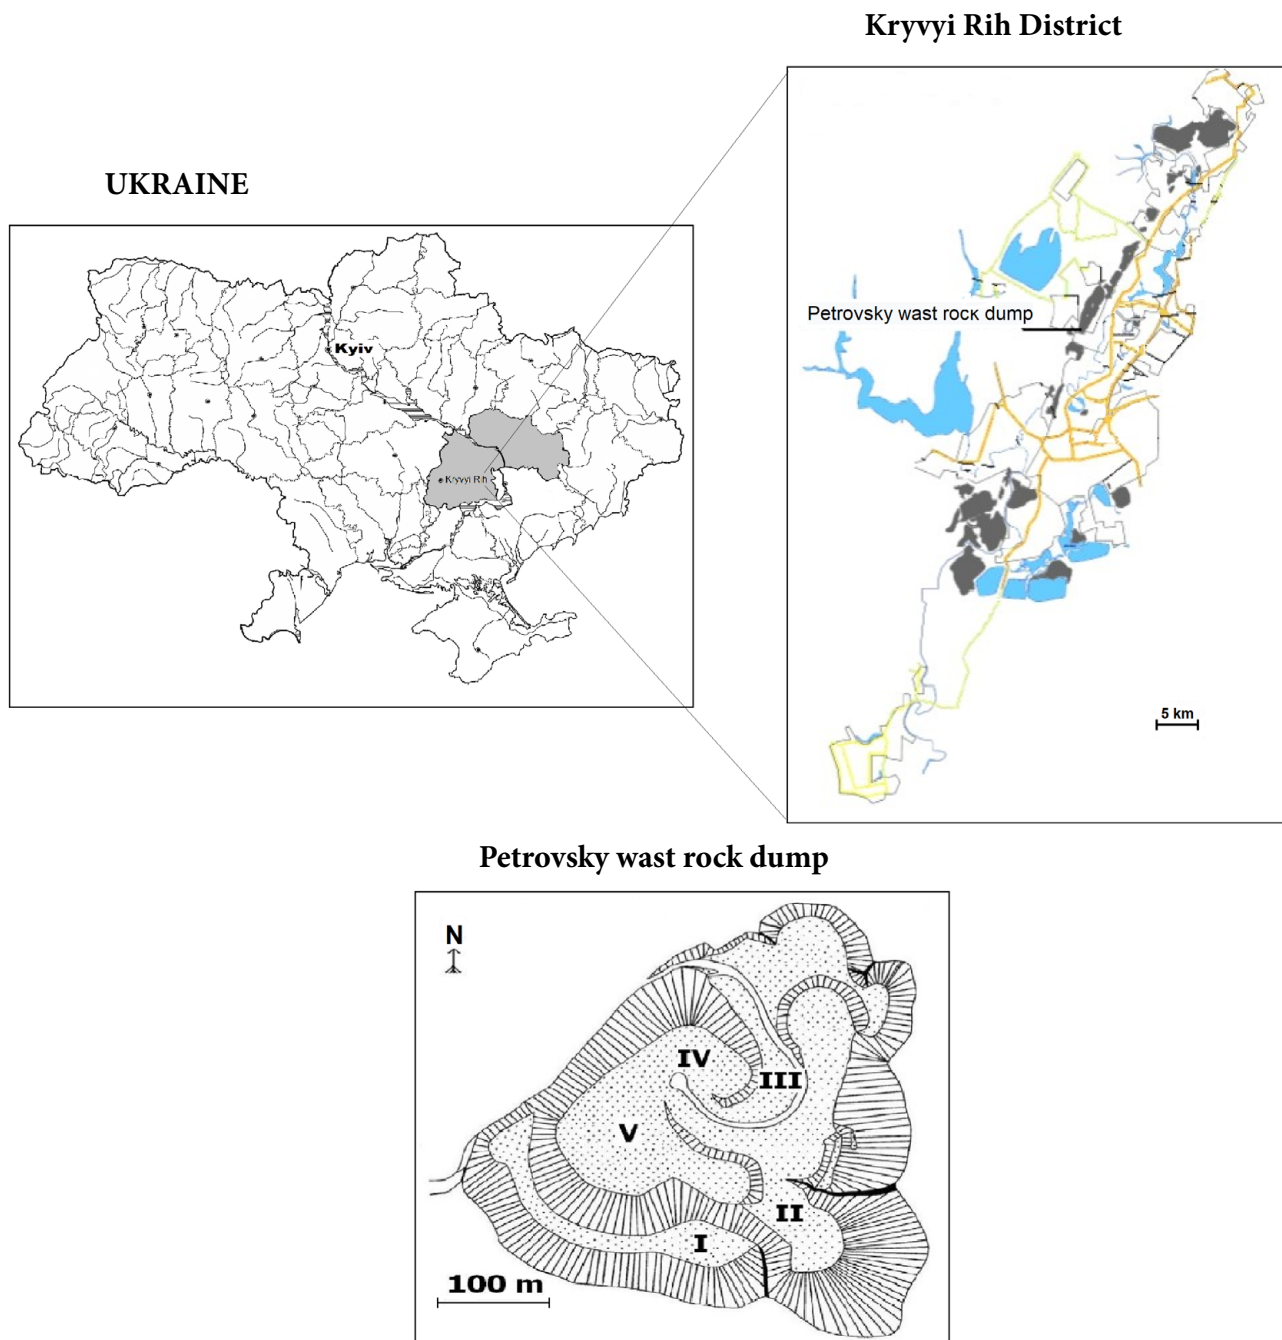 Kryvyi Rih District
UKRAINE
Kyiv
Kryvyi Rih
Petrovsky wast rocк dump
5 km
Petrovsky wast rock dump
N
IV
III
V
II
I
100 m